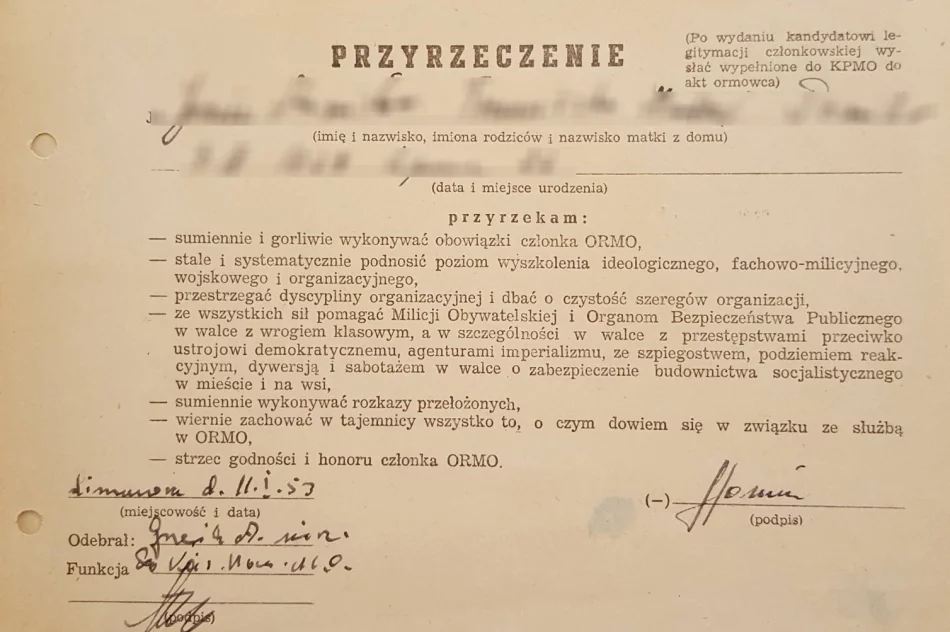 PRZYRZECZENIE
(Po wydaniu kandydatowi le-
gitymacji członkowskiej wy-
słać wypełnione do KPMO do
akt ormowca)
(imię i nazwisko, imiona rodziców i nazwisko matki z domu)
(data i miejsce urodzenia)
przyrzekam:
— sumiennie i gorliwie wykonywać obowiązki członka ORMO,
— stale i systematycznie podnosić poziom wyszkolenia ideologicznego, fachowo-milicyjnego,
wojskowego i organizacyjnego,
— przestrzegać dyscypliny organizacyjnej i dbać o czystość szeregów organizacji,
— ze wszystkich sił pomagać Milicji Obywatelskiej i Organom Bezpieczeństwa Publicznego
w walce z wrogiem klasowym, a w szczególności w walce z przestępstwami przeciwko
ustrojowi demokratycznemu, agenturami imperializmu, ze szpiegostwem, podziemiem reak-
cyjnym, dywersją i sabotażem w walce o zabezpieczenie budownictwa socjalistycznego
w mieście i na wsi,
— sumiennie wykonywać rozkazy przełożonych,
— wiernie zachować w tajemnicy wszystko to, o czym dowiem się w związku ze służbą
w ORMO,
— strzec godności i honoru członka ORMO.
Limanowa d. 11.I.53
(miejscowość i data)
(—)
(podpis)
Odebrał:
Funkcja
(podpis)